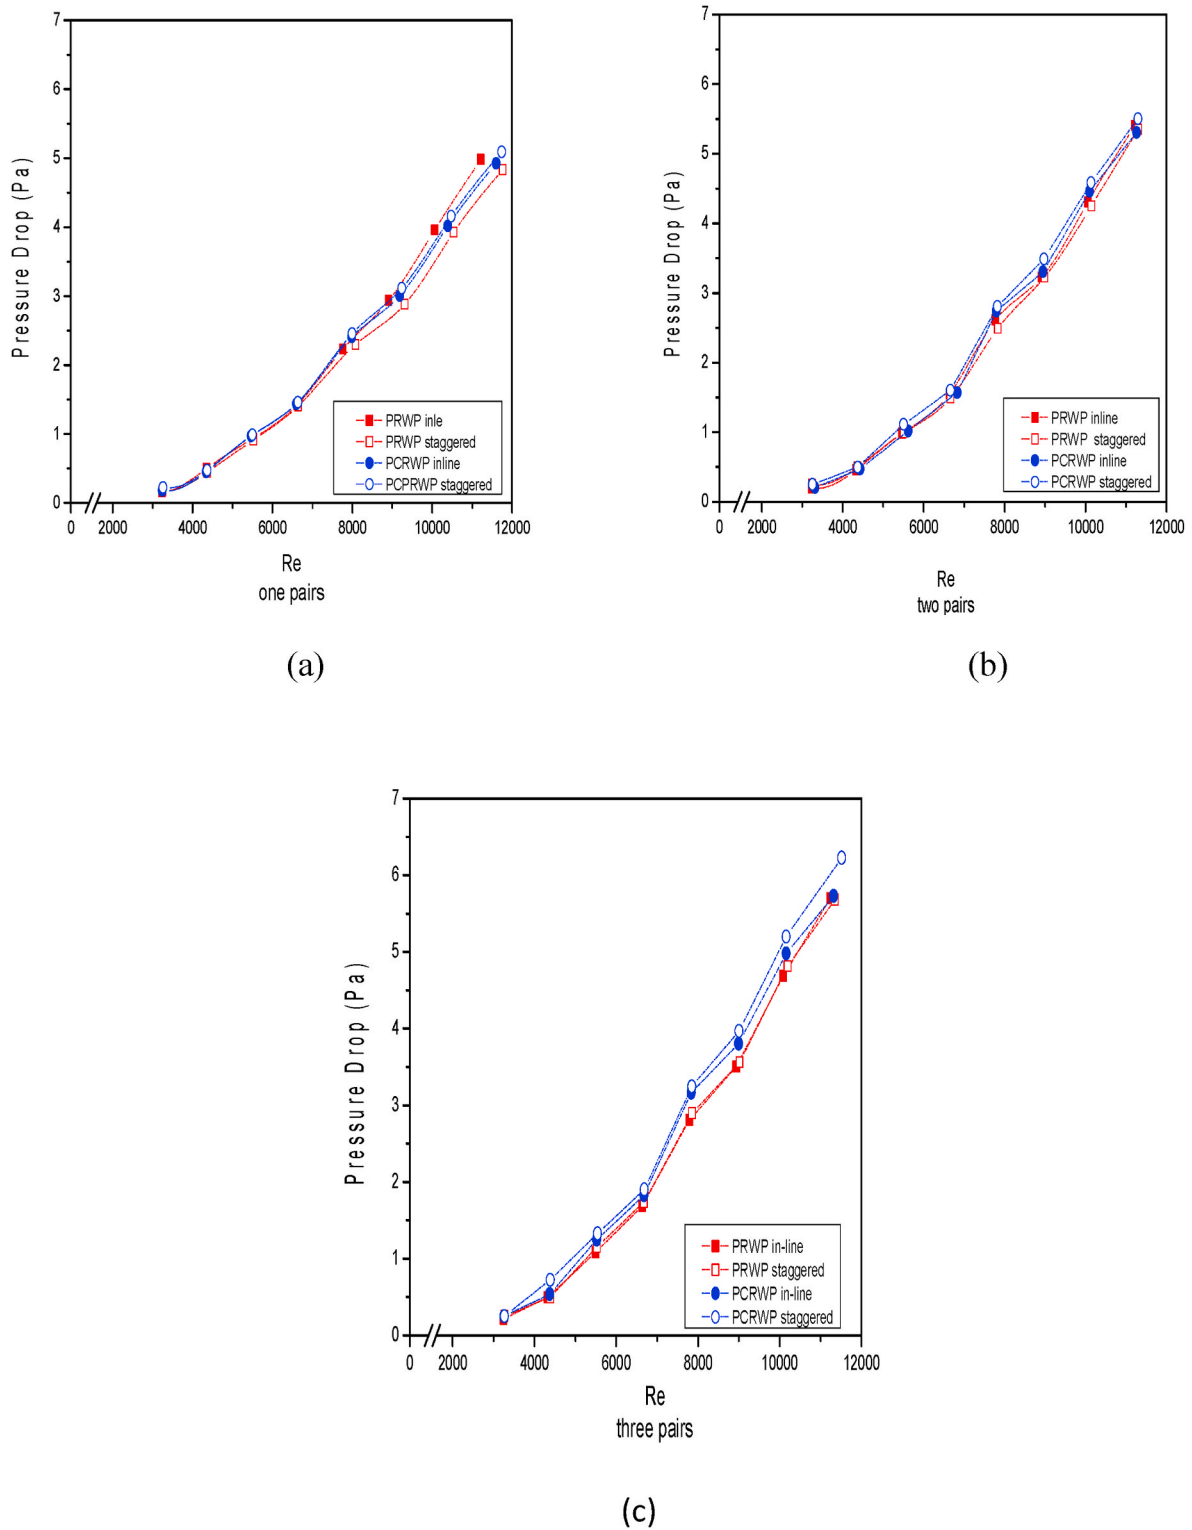 7
6
5
4
3
2
1
0
Pressure Drop (Pa)
PRWP inle
PRWP staggered
PCRWP inline
PCPRWP staggered
0 2000 4000 6000 8000 10000 12000
Re
one pairs
(a)
7
6
5
4
3
2
1
0
Pressure Drop (Pa)
PRWP inline
PRWP staggered
PCRWP inline
PCRWP staggered
0 2000 4000 6000 8000 10000 12000
Re
two pairs
(b)
7
6
5
4
3
2
1
0
Pressure Drop (Pa)
PRWP in-line
PRWP staggered
PCRWP in-line
PCRWP staggered
0 2000 4000 6000 8000 10000 12000
Re
three pairs
(c)